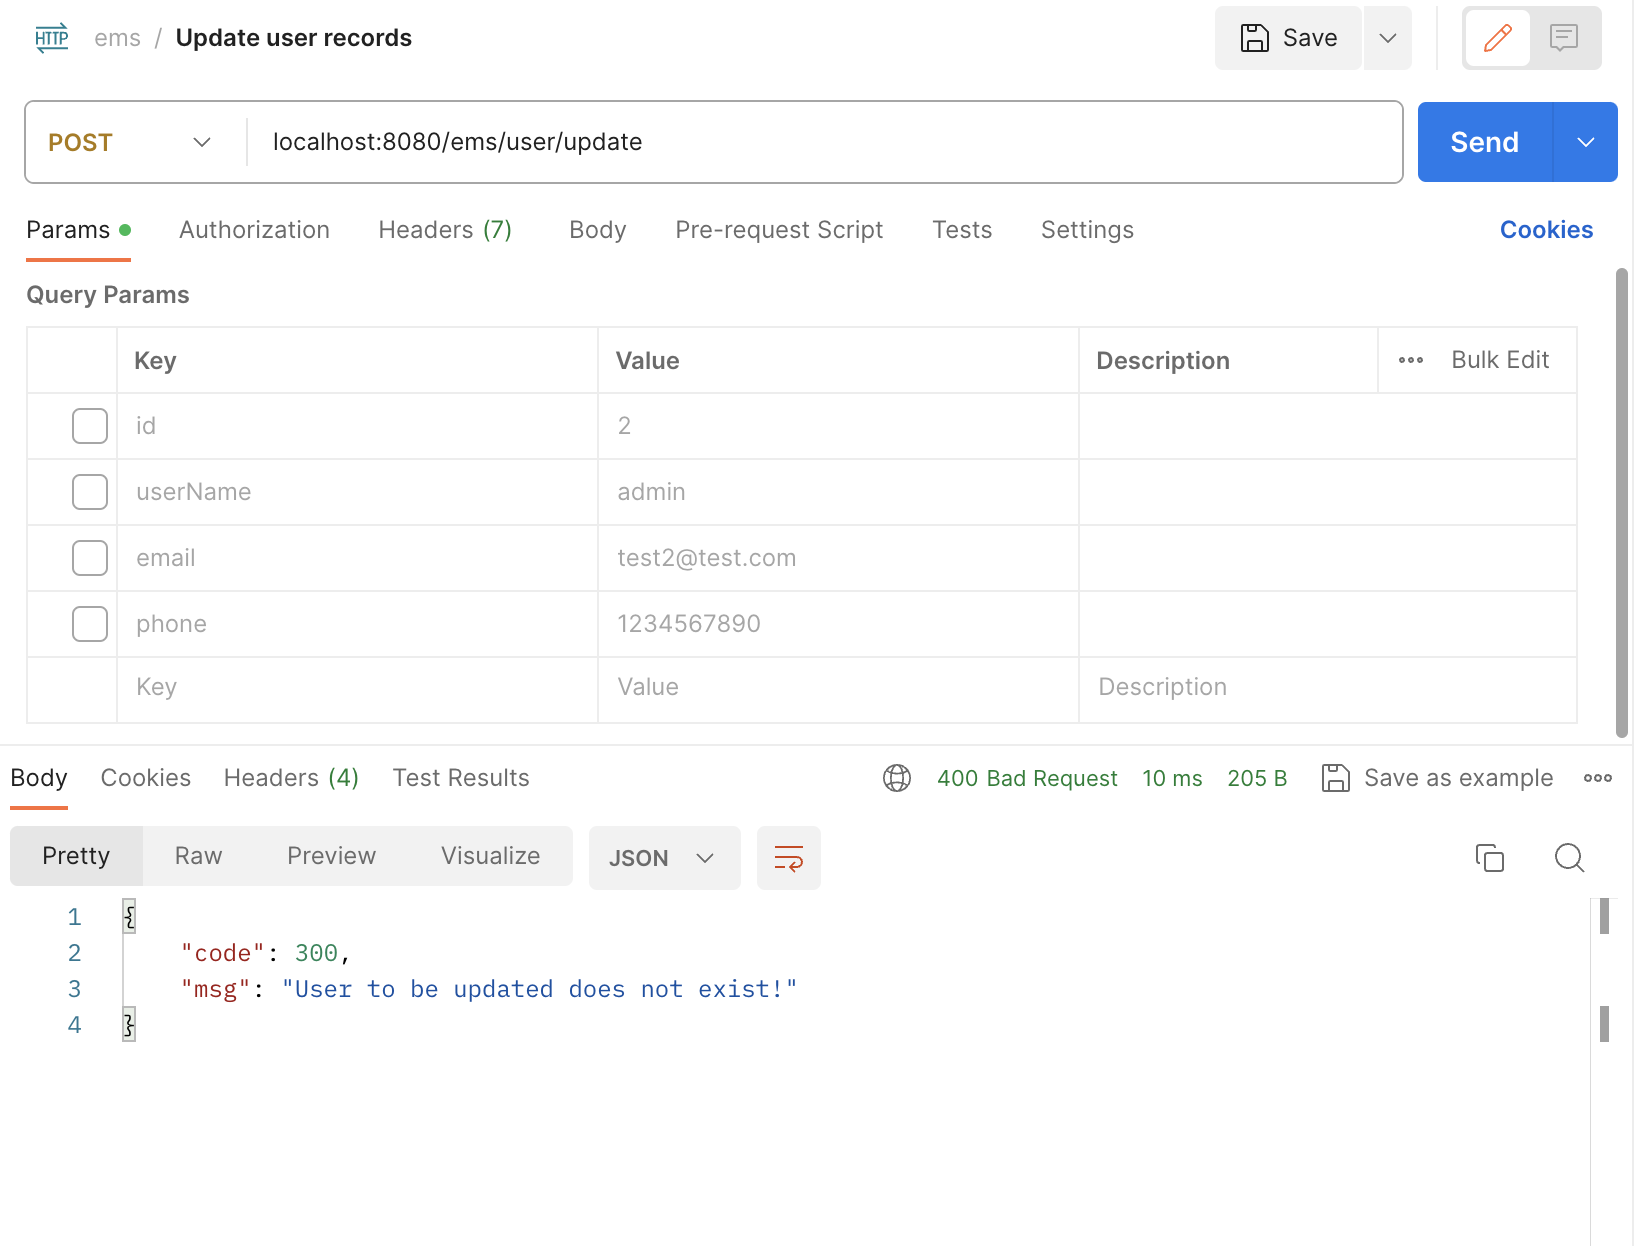 HTTP ems / Update user records Save
POST localhost:8080/ems/user/update Send
Params Authorization Headers (7) Body Pre-request Script Tests Settings Cookies
Query Params
Key Value Description Bulk Edit
id 2
userName admin
email test2@test.com
phone 1234567890
Key Value Description
Body Cookies Headers (4) Test Results 400 Bad Request 10 ms 205 B Save as example
Pretty Raw Preview Visualize JSON
1 {
2 "code": 300,
3 "msg": "User to be updated does not exist!"
4 }